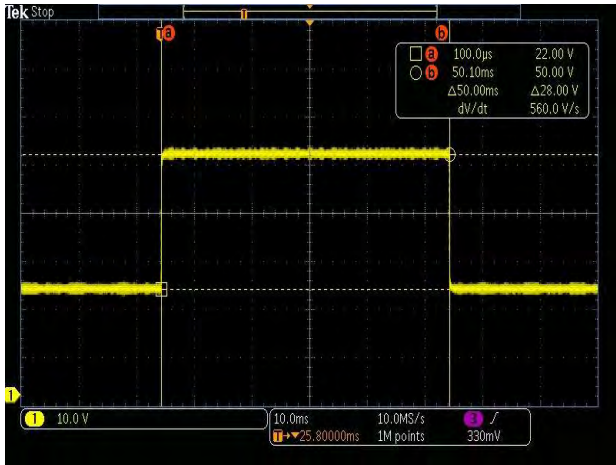 Tek Stop
T
T a b
a 100.0µs 22.00 V
b 50.10ms 50.00 V
Δ50.00ms Δ28.00 V
dV/dt 560.0 V/s
1
1 10.0 V
10.0ms 10.0MS/s 3
T→▼25.80000ms 1M points 330mV